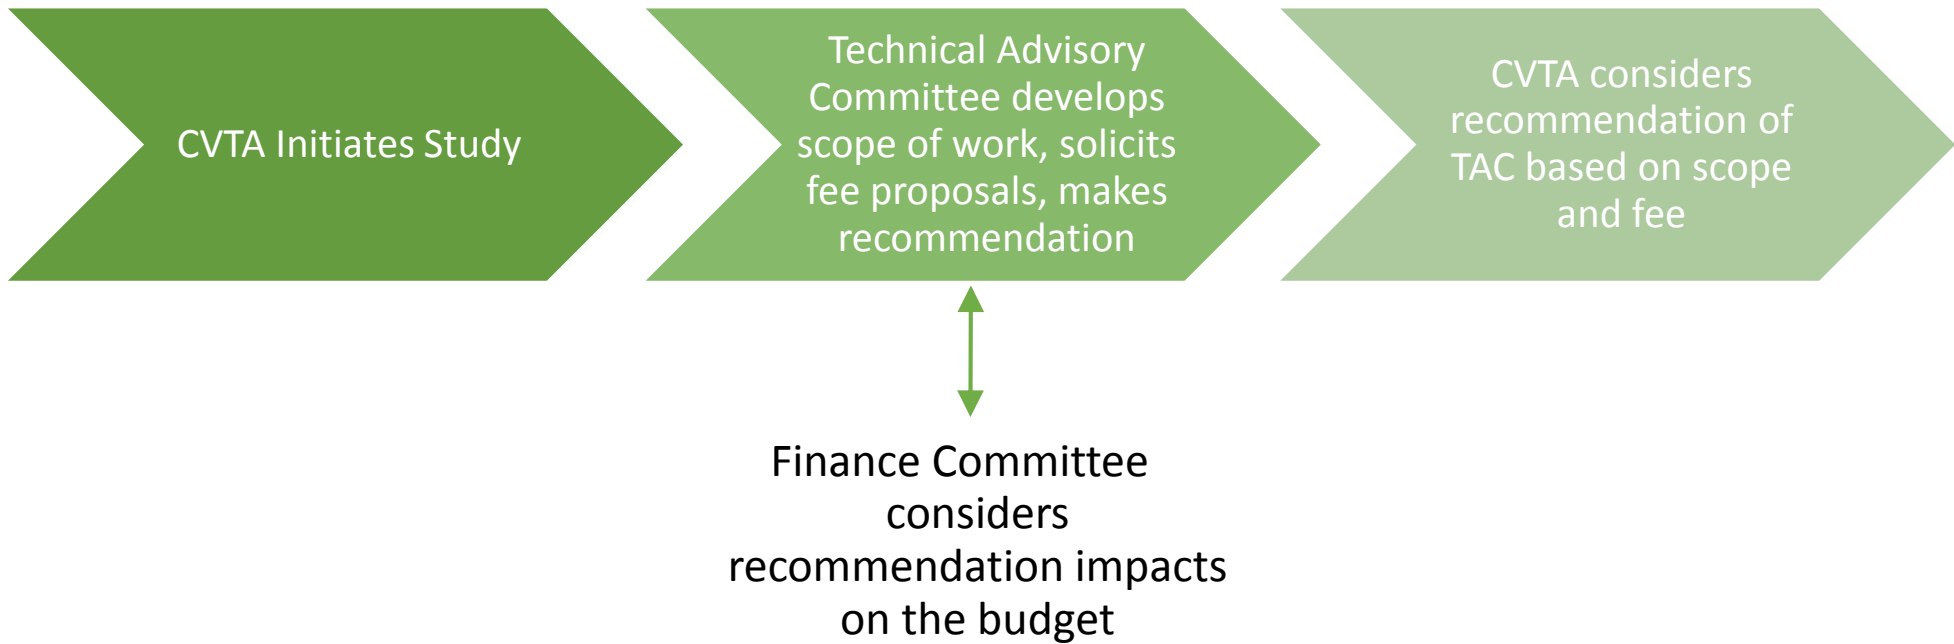 CVTA Initiates Study
Technical Advisory
Committee develops
scope of work, solicits
fee proposals, makes
recommendation
CVTA considers
recommendation of
TAC based on scope
and fee
Finance Committee
considers
recommendation impacts
on the budget